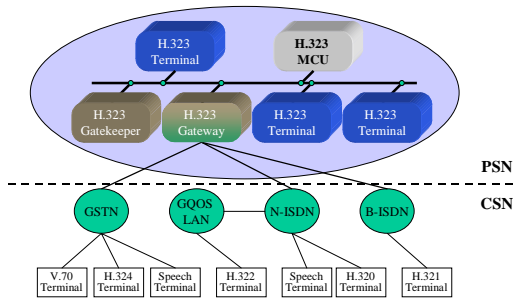 H.323
Terminal
H.323
MCU
H.323
Gatekeeper
H.323
Gateway
H.323
Terminal
H.323
Terminal
PSN
CSN
GSTN
GQOS
LAN
N-ISDN
B-ISDN
V.70
Terminal
H.324
Terminal
Speech
Terminal
H.322
Terminal
Speech
Terminal
H.320
Terminal
H.321
Terminal